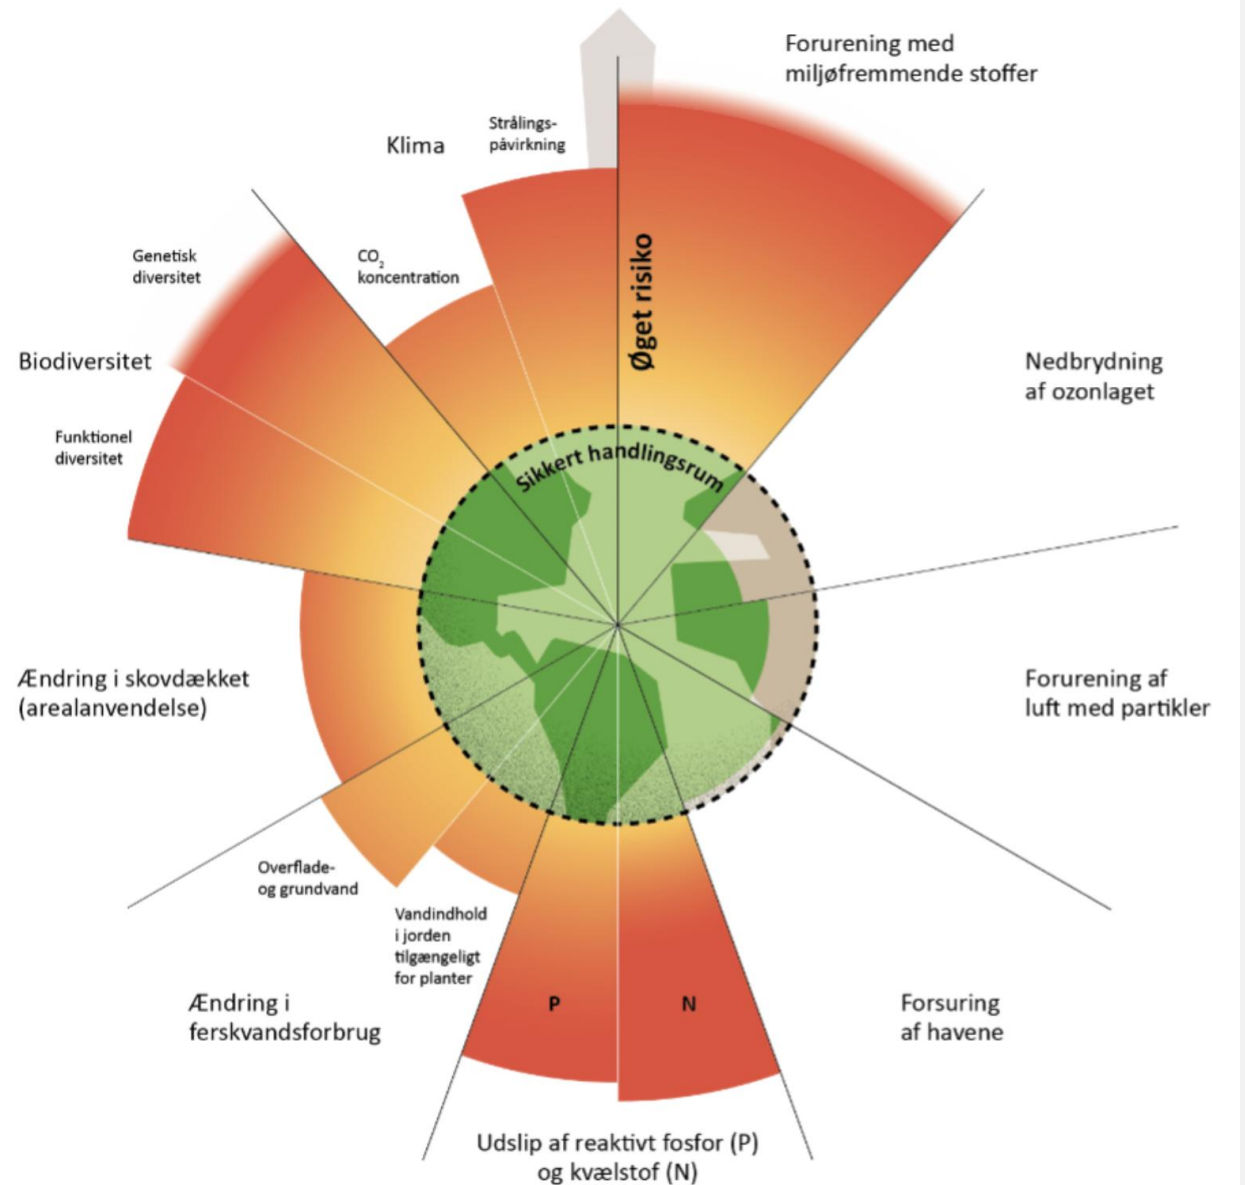 Forurening med
miljøfremmende stoffer
Strålings-
påvirkning
Klima
Øget risiko
Genetisk
diversitet
CO2
koncentration
Biodiversitet
Nedbrydning
af ozonlaget
Funktionel
diversitet
Sikkert handlingsrum
Ændring i skovdækket
(arealanvendelse)
Forurening af
luft med partikler
Overflade-
og grundvand
Vandindhold
i jorden
tilgængeligt
for planter
Ændring i
ferskvandsforbrug
P
N
Forsuring
af havene
Udslip af reaktivt fosfor (P)
og kvælstof (N)